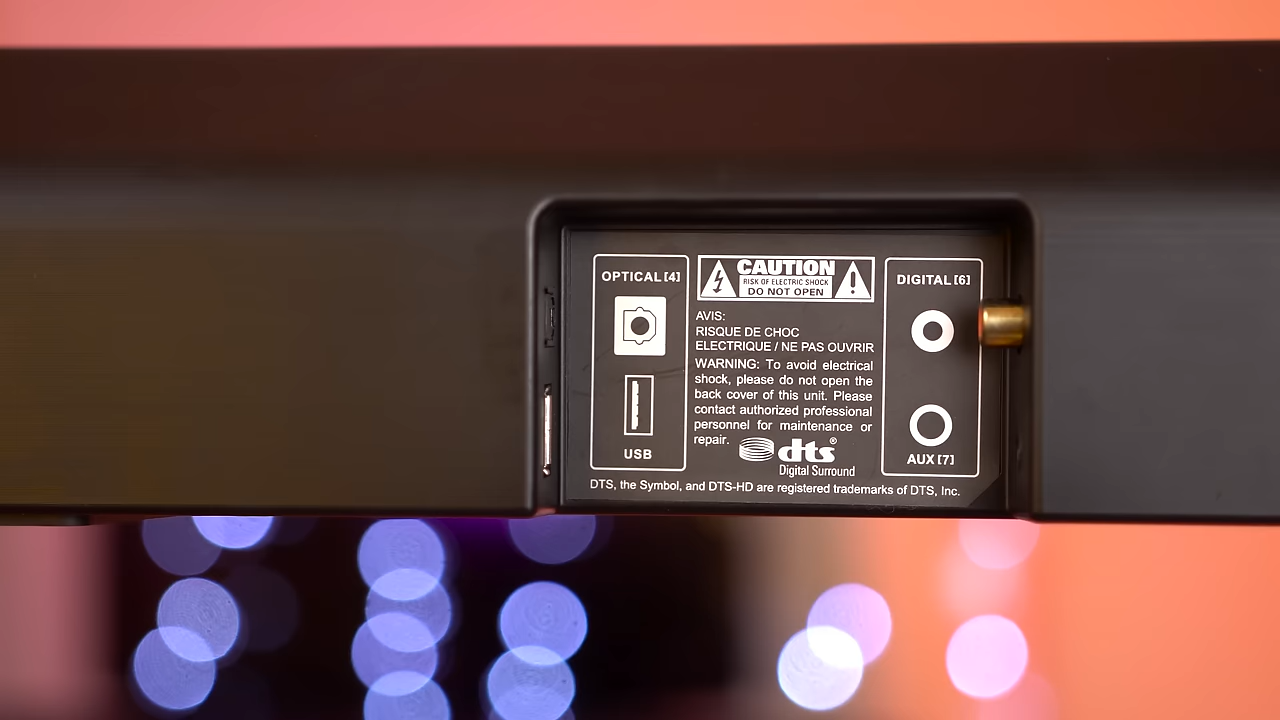 OPTICAL [4]
USB
CAUTION
RISK OF ELECTRIC SHOCK
DO NOT OPEN
AVIS:
RISQUE DE CHOC
ELECTRIQUE / NE PAS OUVRIR
WARNING: To avoid electrical
shock, please do not open the
back cover of this unit. Please
contact authorized professional
personnel for maintenance or
repair.
dts®
Digital Surround
DIGITAL [6]
AUX [7]
DTS, the Symbol, and DTS-HD are registered trademarks of DTS, Inc.